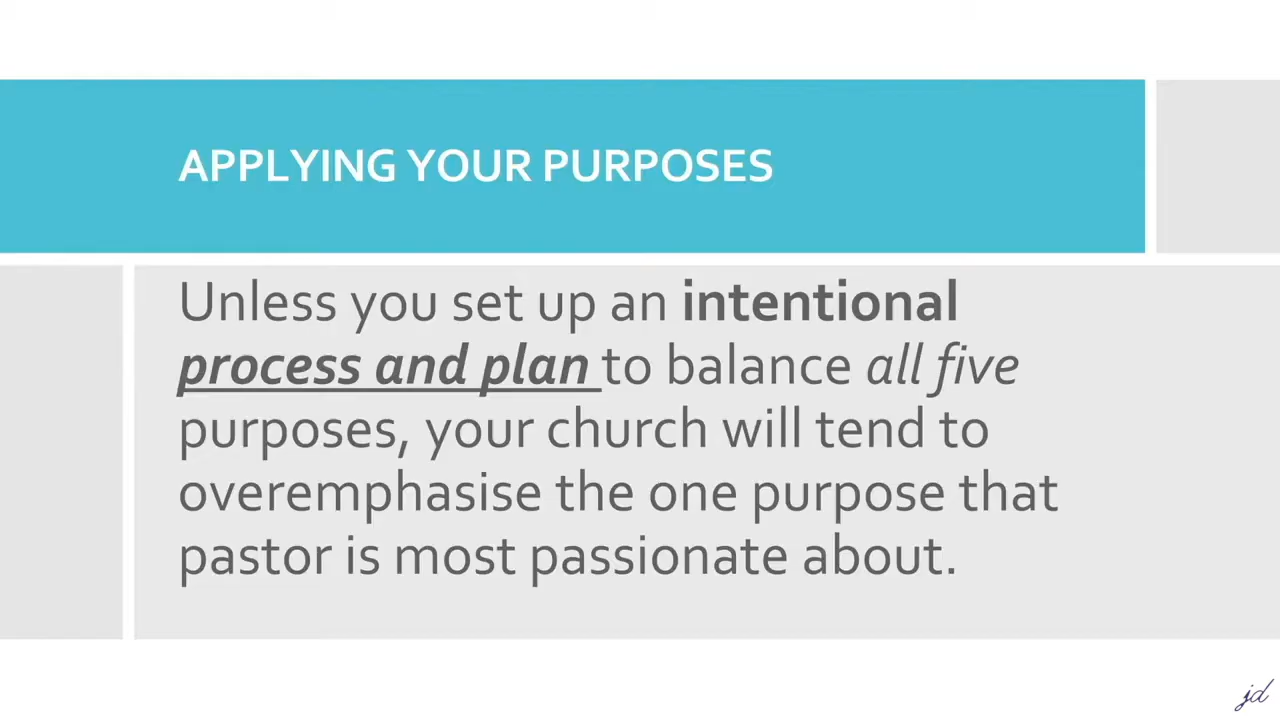 APPLYING YOUR PURPOSES
Unless you set up an intentional
process and plan to balance all five
purposes, your church will tend to
overemphasise the one purpose that
pastor is most passionate about.
jd